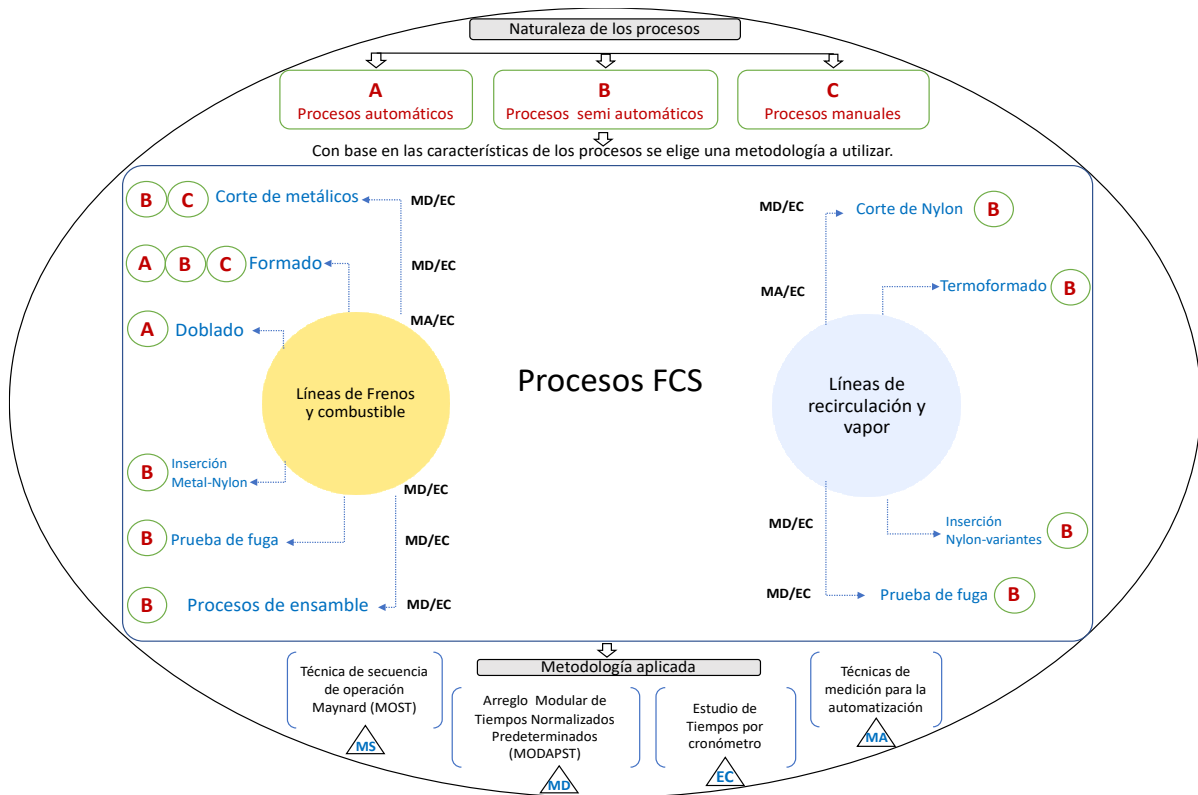 Naturaleza de los procesos
A
Procesos automáticos
B
Procesos semi automáticos
C
Procesos manuales
Con base en las características de los procesos se elige una metodología a utilizar.
B C Corte de metálicos
MD/EC
A B C Formado
MD/EC
A Doblado
MA/EC
Líneas de Frenos
y combustible
B Inserción
Metal-Nylon
MD/EC
B Prueba de fuga
MD/EC
B Procesos de ensamble
MD/EC
Procesos FCS
MD/EC
Corte de Nylon B
MA/EC
Termoformado B
Líneas de
recirculación y
vapor
MD/EC
Inserción
Nylon-variantes B
MD/EC
Prueba de fuga B
Metodología aplicada
Técnica de secuencia
de operación
Maynard (MOST)
MS
Arreglo Modular de
Tiempos Normalizados
Predeterminados
(MODAPST)
MD
Estudio de
Tiempos por
cronómetro
EC
Técnicas de
medición para la
automatización
MA